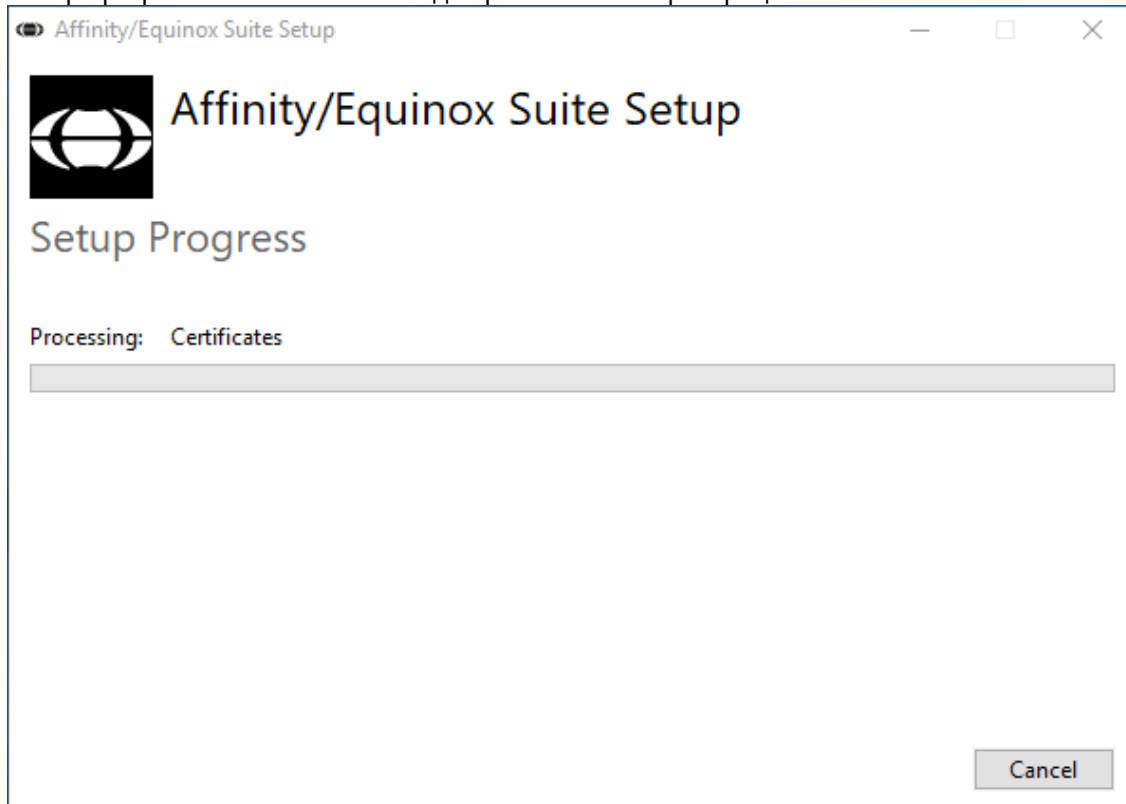 Affinity/Equinox Suite Setup
Affinity/Equinox Suite Setup
Setup Progress
Processing: Certificates
Cancel